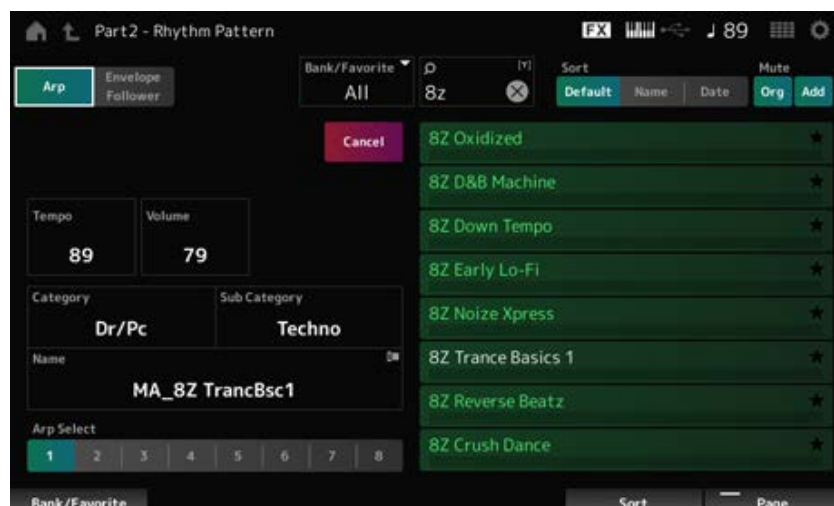 Part2 - Rhythm Pattern FX ♩ 89
Arp Envelope Follower Bank/Favorite All 8z [Y] Sort Default Name Date Mute Org Add
Cancel
8Z Oxidized
8Z D&B Machine
Tempo Volume
89 79
8Z Down Tempo
8Z Early Lo-Fi
Category Sub Category
Dr/Pc Techno
8Z Noize Xpress
Name
MA_8Z TrancBsc1
8Z Trance Basics 1
8Z Reverse Beatz
Arp Select
1 2 3 4 5 6 7 8
8Z Crush Dance
Bank/Favorite Sort Page